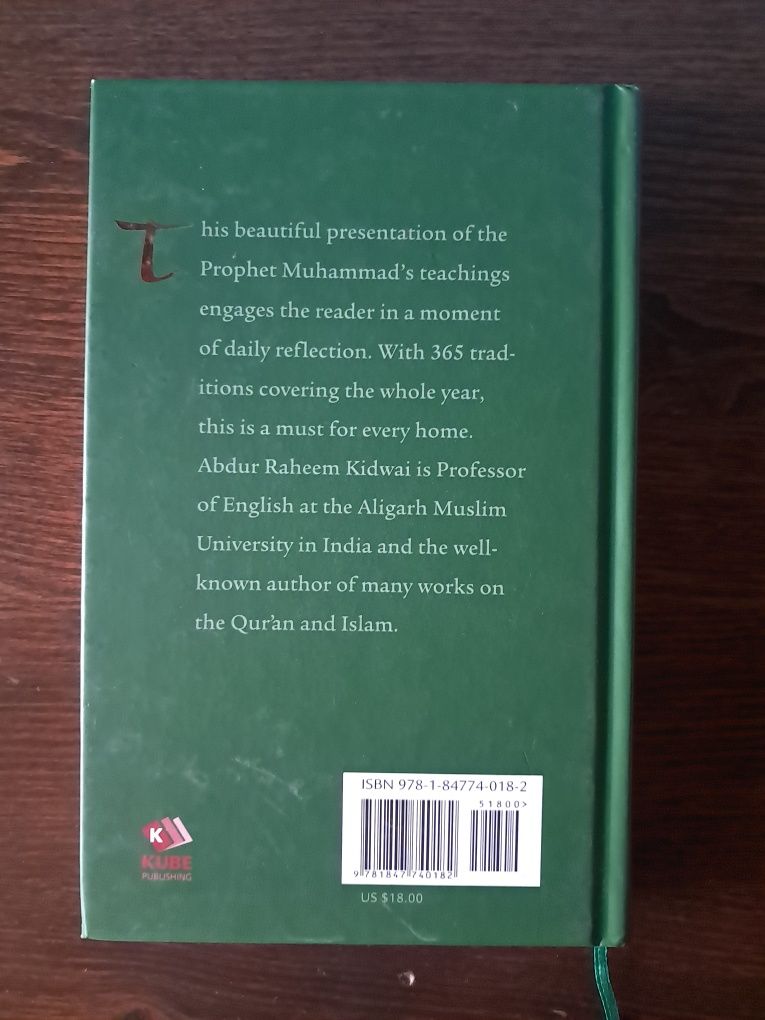 This beautiful presentation of the
Prophet Muhammad's teachings
engages the reader in a moment
of daily reflection. With 365 trad-
itions covering the whole year,
this is a must for every home.
Abdur Raheem Kidwai is Professor
of English at the Aligarh Muslim
University in India and the well-
known author of many works on
the Qur'an and Islam.
ISBN 978-1-84774-018-2
51800>
9 781847 740182
US $18.00
K
KUBE
PUBLISHING